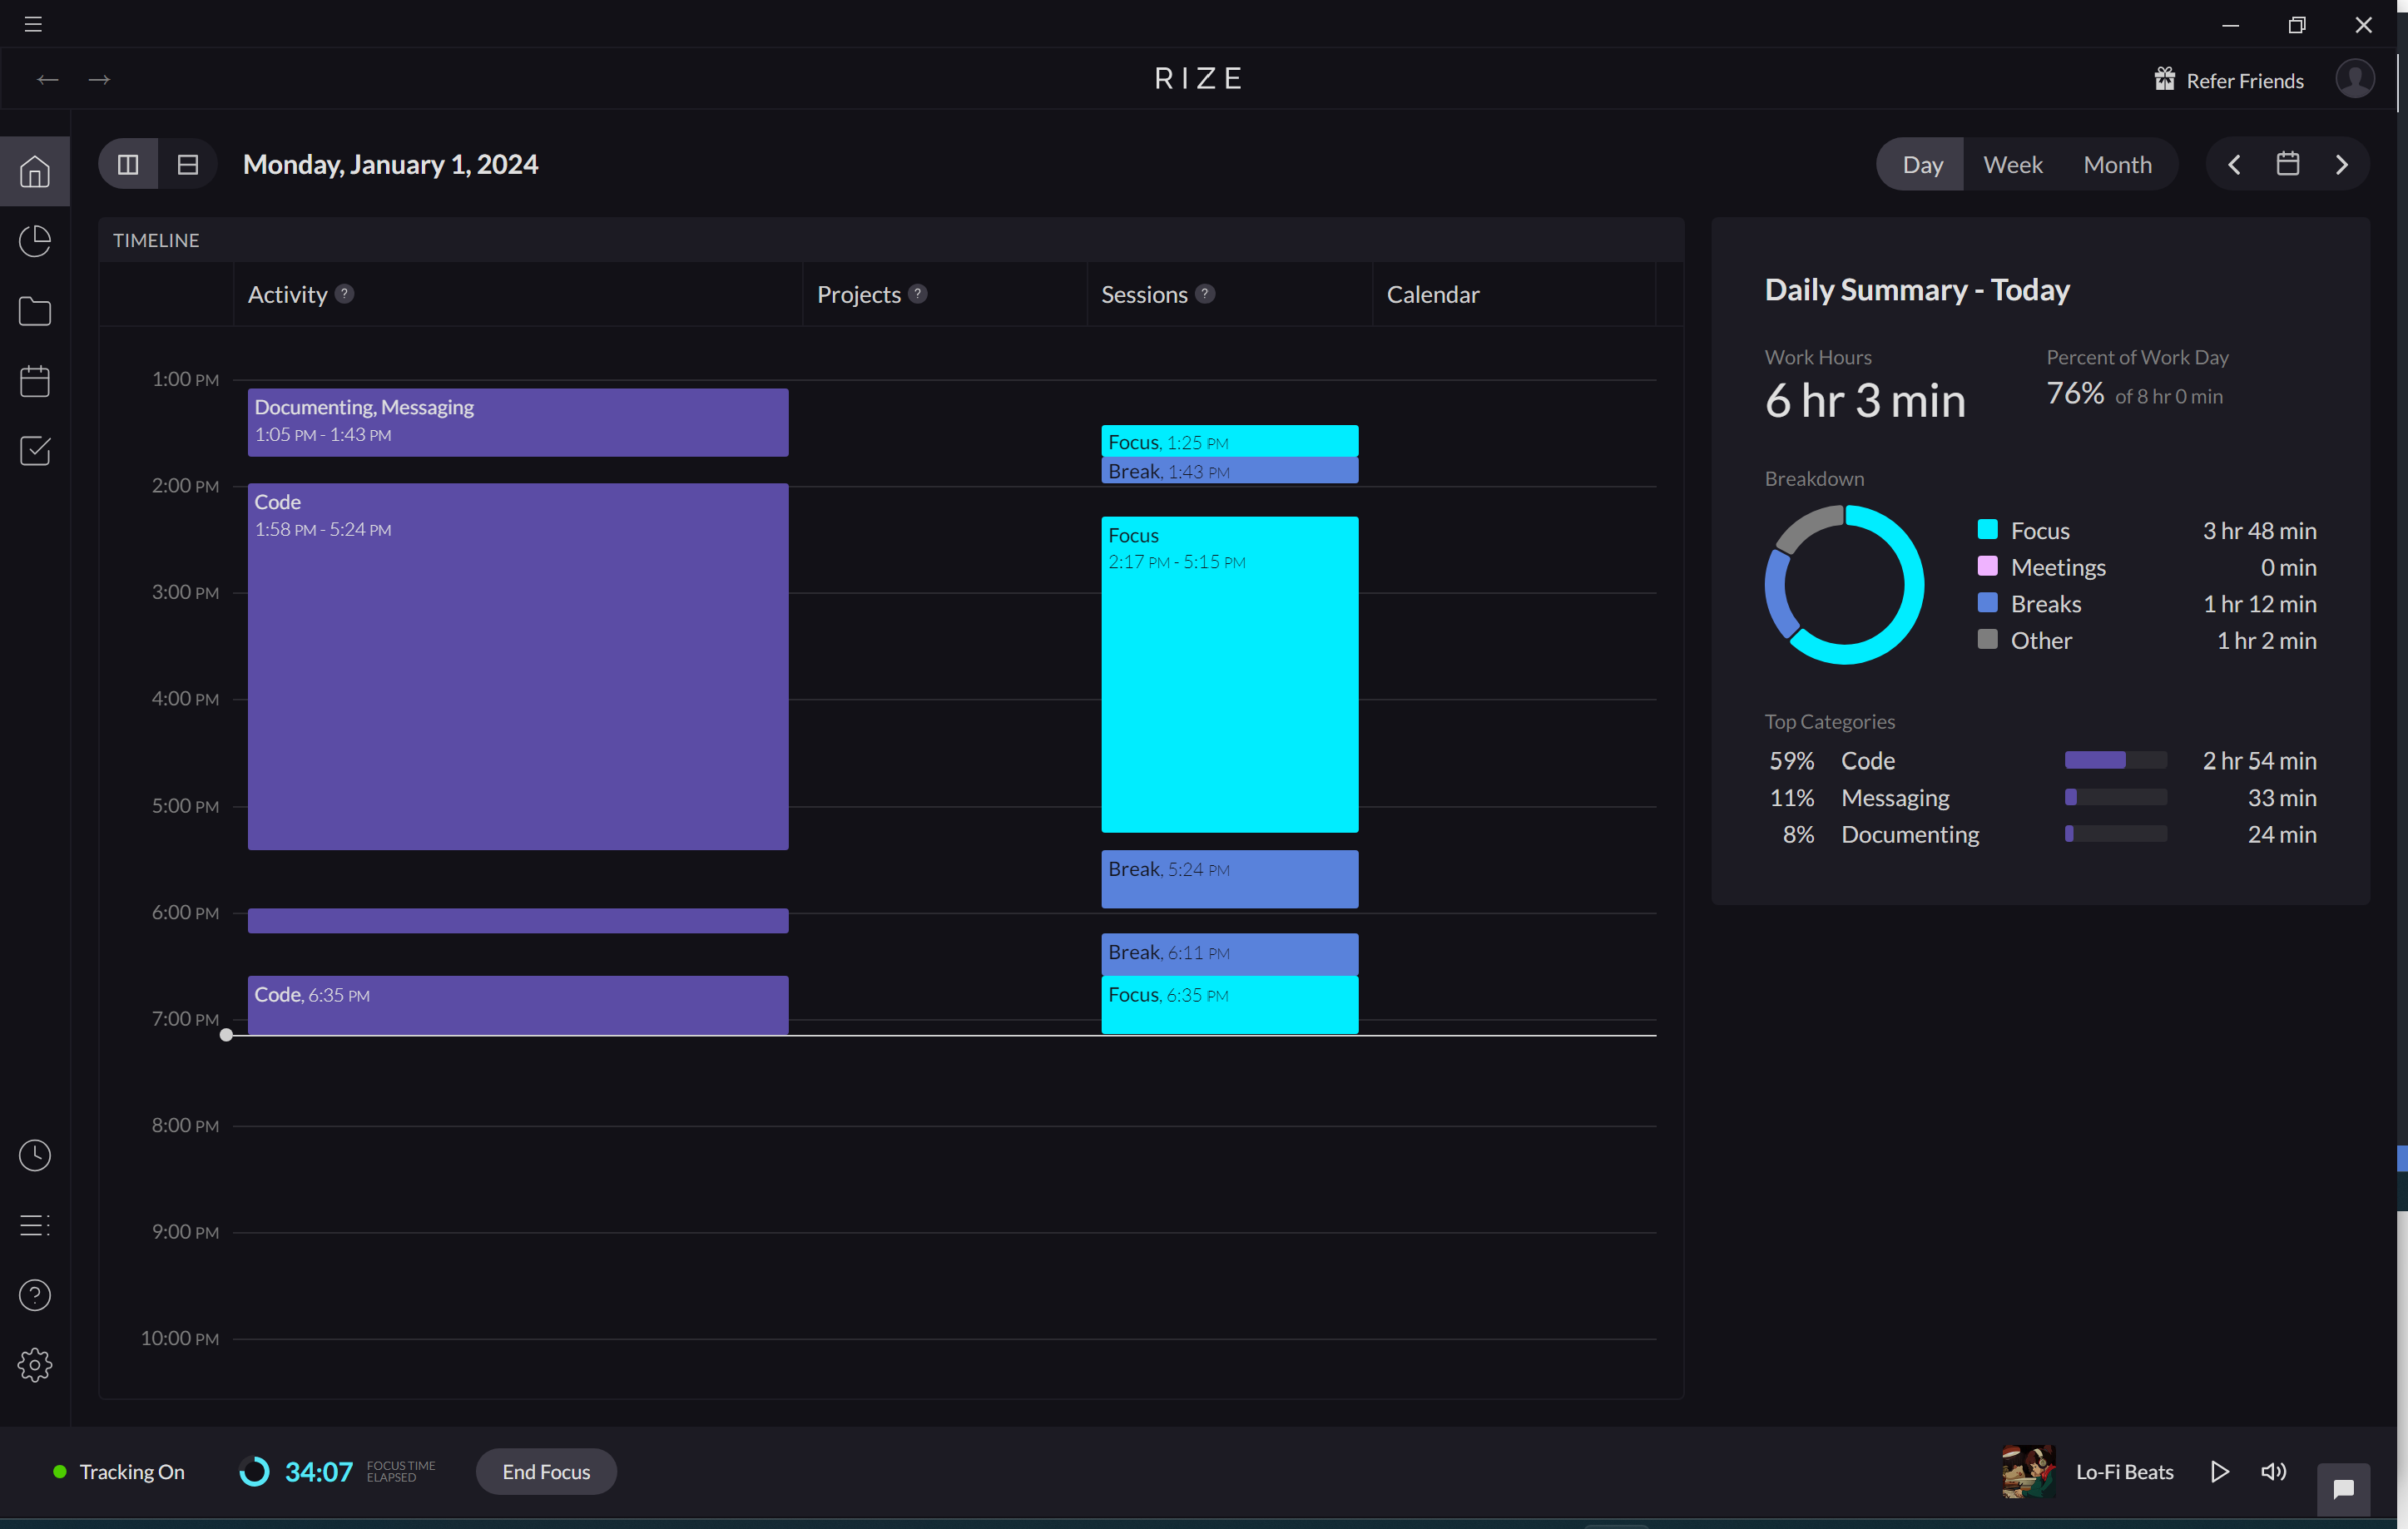 RIZE
Refer Friends
Monday, January 1, 2024
Day Week Month
TIMELINE
Activity ? Projects ? Sessions ? Calendar
1:00 PM
2:00 PM
3:00 PM
4:00 PM
5:00 PM
6:00 PM
7:00 PM
8:00 PM
9:00 PM
10:00 PM
Documenting, Messaging
1:05 PM - 1:43 PM
Code
1:58 PM - 5:24 PM
Code, 6:35 PM
Focus, 1:25 PM
Break, 1:43 PM
Focus
2:17 PM - 5:15 PM
Break, 5:24 PM
Break, 6:11 PM
Focus, 6:35 PM
Daily Summary - Today
Work Hours
6 hr 3 min
Percent of Work Day
76% of 8 hr 0 min
Breakdown
Focus 3 hr 48 min
Meetings 0 min
Breaks 1 hr 12 min
Other 1 hr 2 min
Top Categories
59% Code 2 hr 54 min
11% Messaging 33 min
8% Documenting 24 min
Tracking On
34:07
FOCUS TIME
ELAPSED
End Focus
Lo-Fi Beats